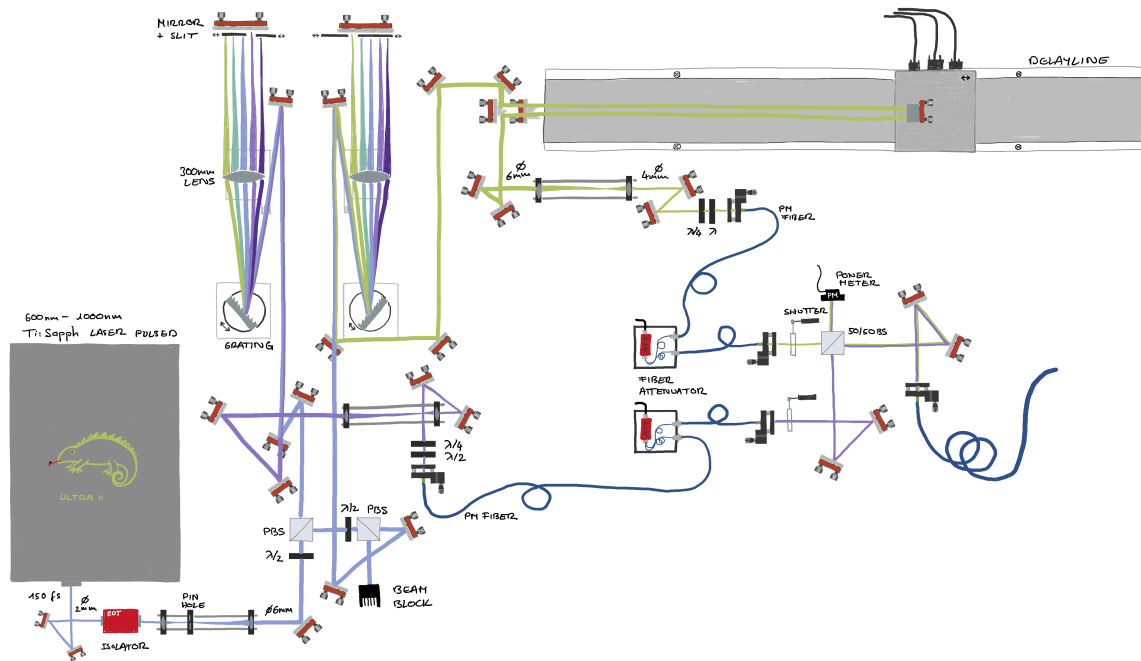 MIRROR
+ SLIT
DELAYLINE
300mm
LENS
Ø
6mm
Ø
4mm
λ/4 λ
PM
FIBER
600nm - 1000nm
Ti:Sapph LASER PULSED
GRATING
POWER
METER
PM
SHUTTER
50/50BS
FIBER
ATTENUATOR
λ/4
λ/2
ULTRA II
PM FIBER
λ/2 PBS
PBS
λ/2
BEAM
BLOCK
150 fs
Ø
2mm
EOT
ISOLATOR
PIN
HOLE
Ø6mm